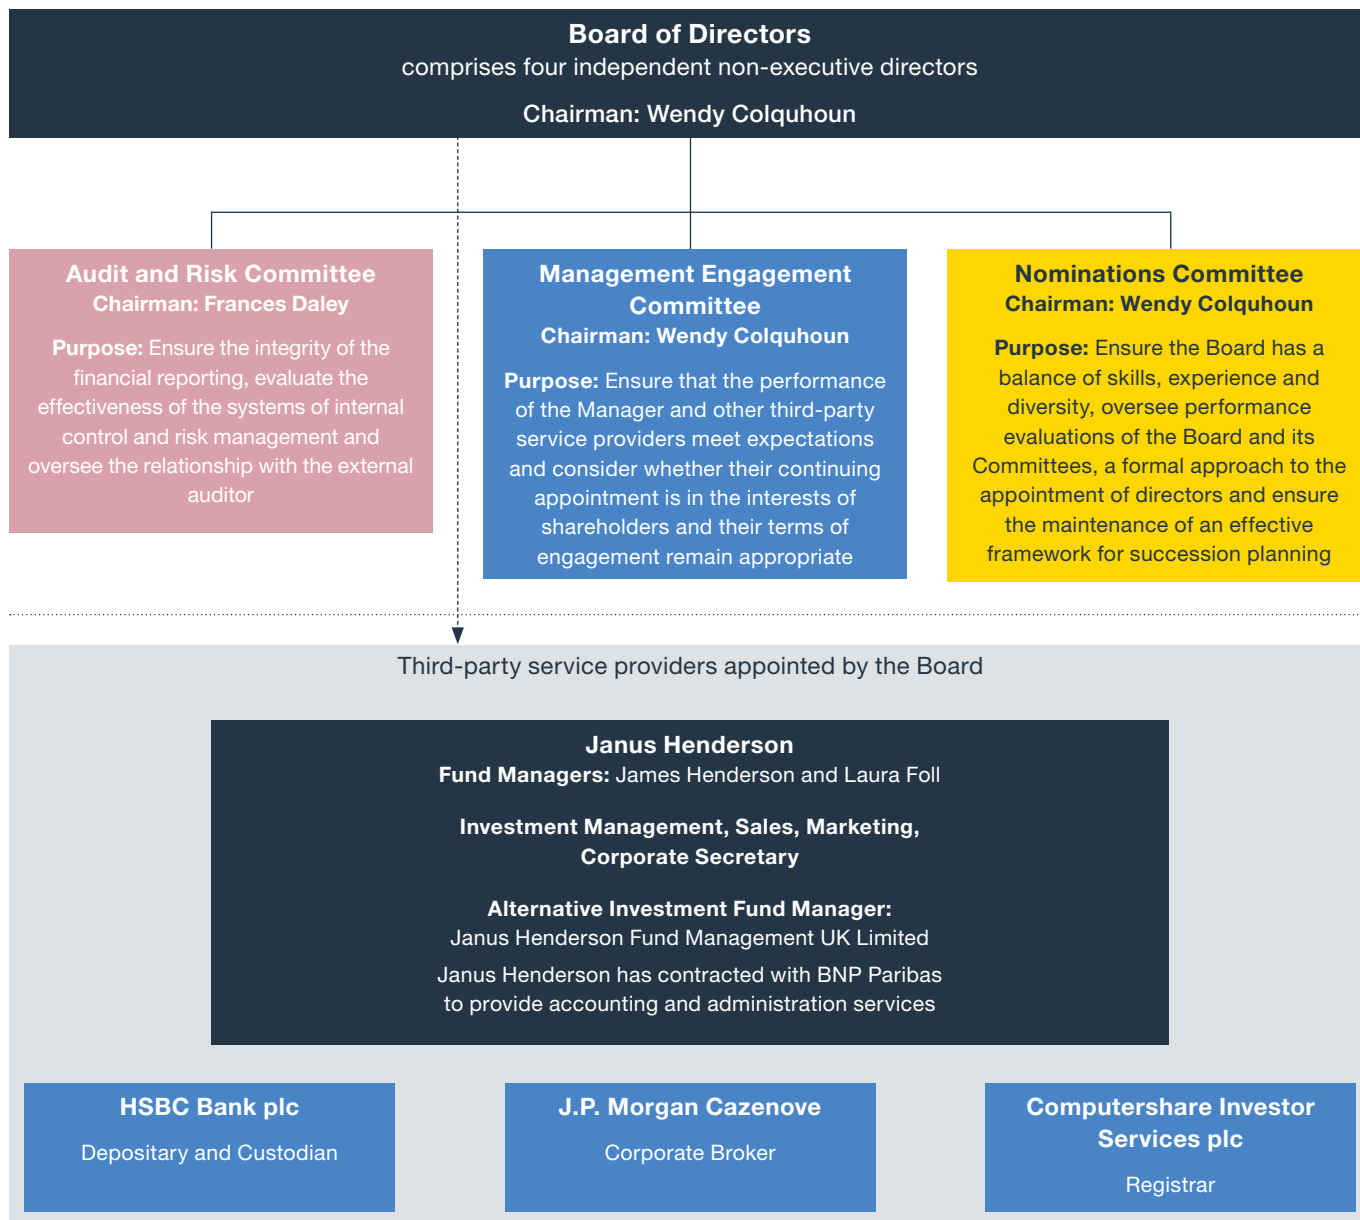 Board of Directors
comprises four independent non-executive directors
Chairman: Wendy Colquhoun
Audit and Risk Committee
Chairman: Frances Daley
Purpose: Ensure the integrity of the
financial reporting, evaluate the
effectiveness of the systems of internal
control and risk management and
oversee the relationship with the external
auditor
Management Engagement
Committee
Chairman: Wendy Colquhoun
Purpose: Ensure that the performance
of the Manager and other third-party
service providers meet expectations
and consider whether their continuing
appointment is in the interests of
shareholders and their terms of
engagement remain appropriate
Nominations Committee
Chairman: Wendy Colquhoun
Purpose: Ensure the Board has a
balance of skills, experience and
diversity, oversee performance
evaluations of the Board and its
Committees, a formal approach to the
appointment of directors and ensure
the maintenance of an effective
framework for succession planning
Third-party service providers appointed by the Board
Janus Henderson
Fund Managers: James Henderson and Laura Foll
Investment Management, Sales, Marketing,
Corporate Secretary
Alternative Investment Fund Manager:
Janus Henderson Fund Management UK Limited
Janus Henderson has contracted with BNP Paribas
to provide accounting and administration services
HSBC Bank plc
Depositary and Custodian
J.P. Morgan Cazenove
Corporate Broker
Computershare Investor
Services plc
Registrar